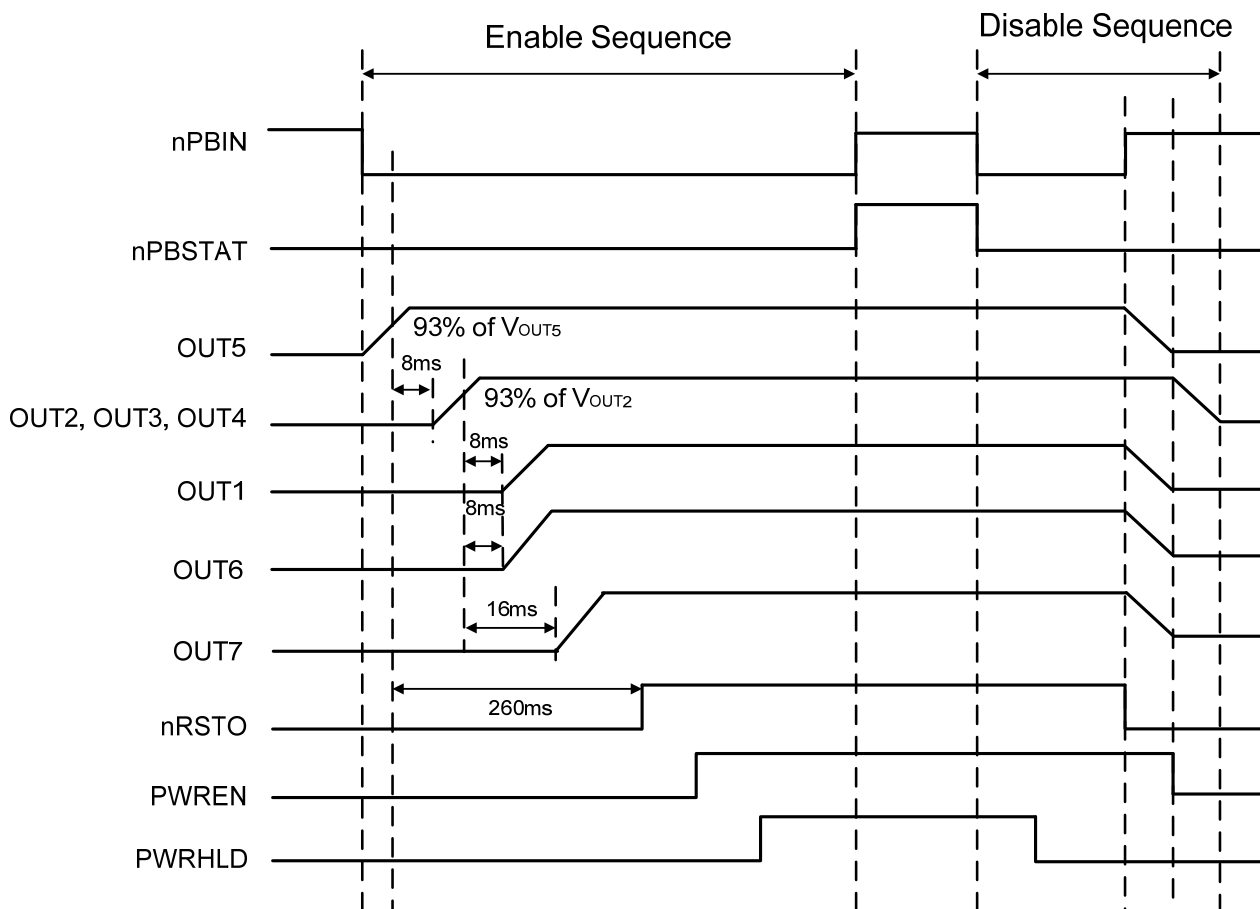 Enable Sequence
Disable Sequence
nPBIN
nPBSTAT
93% of VOUT5
OUT5
8ms
93% of VOUT2
OUT2, OUT3, OUT4
8ms
OUT1
8ms
OUT6
16ms
OUT7
260ms
nRSTO
PWREN
PWRHLD